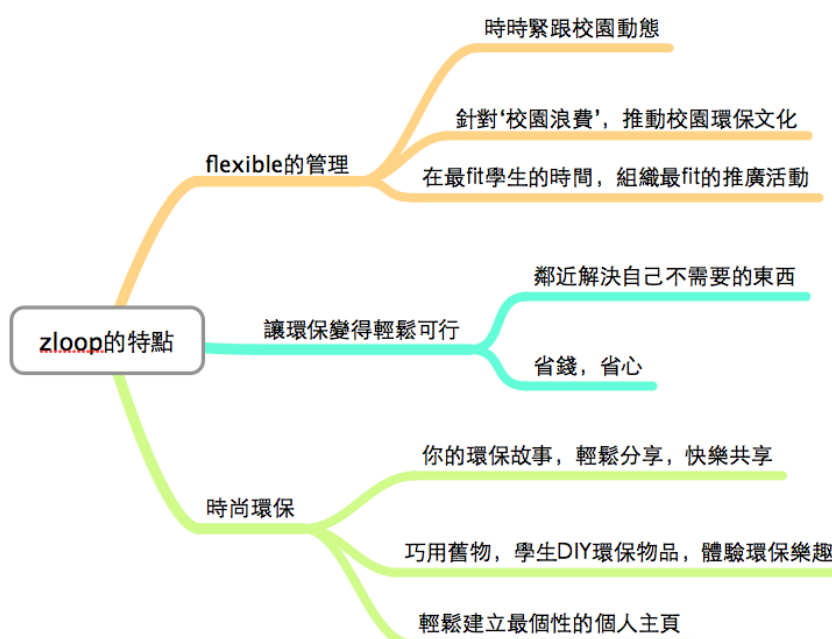 zloop的特點
flexible的管理
時時緊跟校園動態
針對‘校園浪費’，推動校園環保文化
在最fit學生的時間，組織最fit的推廣活動
讓環保變得輕鬆可行
鄰近解決自己不需要的東西
省錢，省心
時尚環保
你的環保故事，輕鬆分享，快樂共享
巧用舊物，學生DIY環保物品，體驗環保樂趣
輕鬆建立最個性的個人主頁